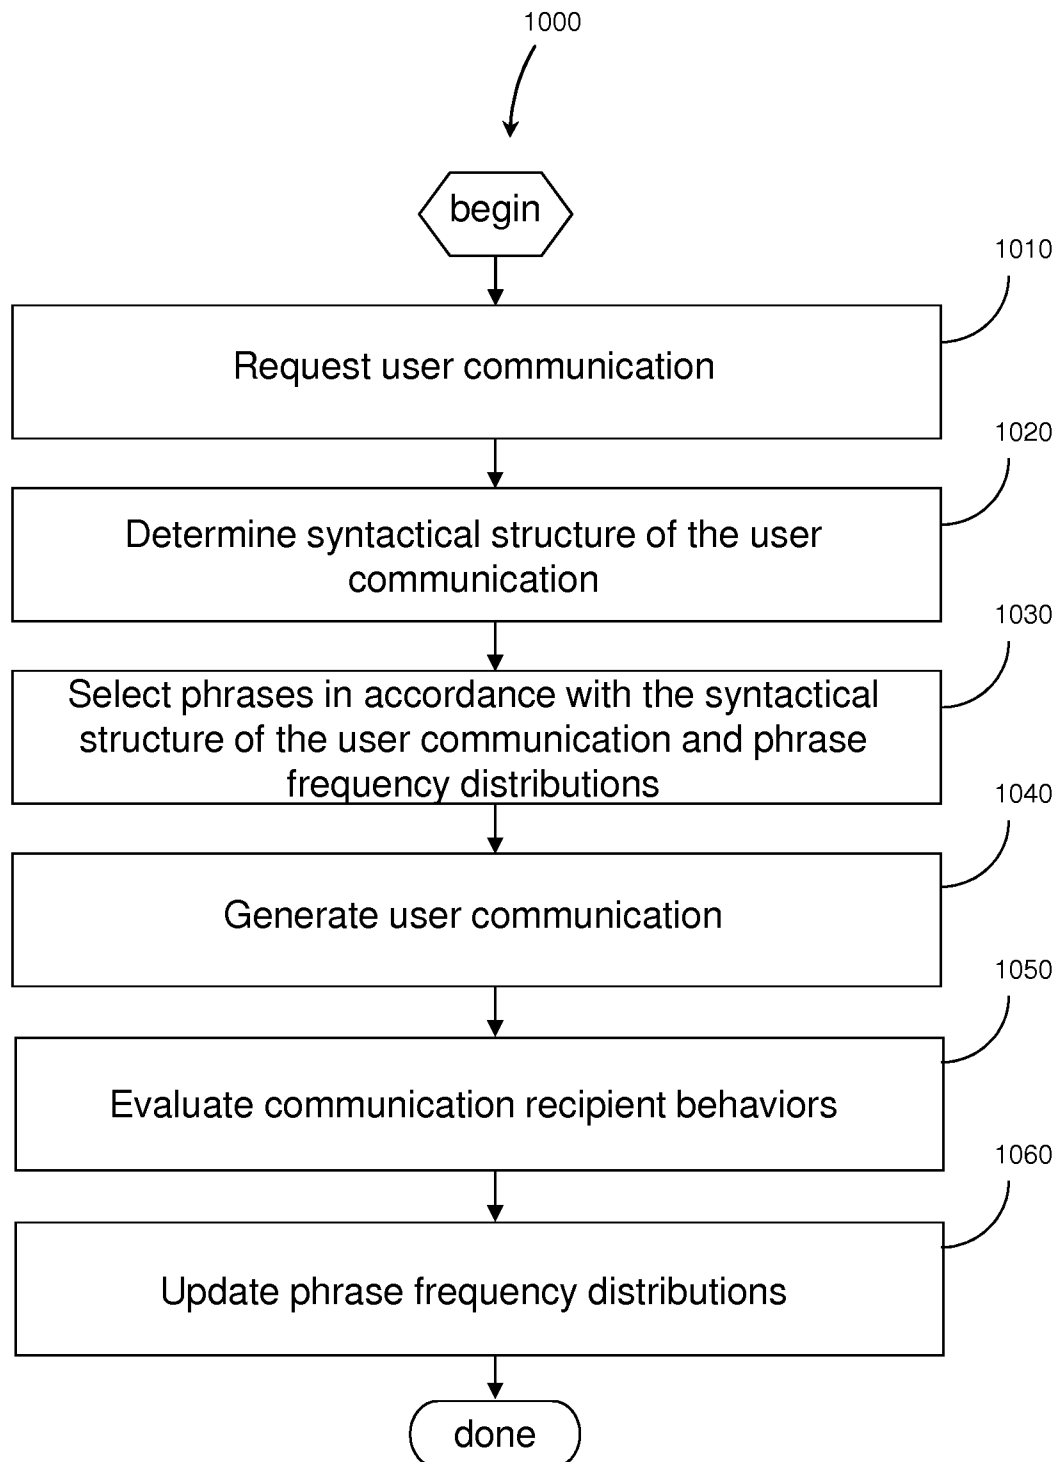 1000
begin
1010
Request user communication
1020
Determine syntactical structure of the user
communication
1030
Select phrases in accordance with the syntactical
structure of the user communication and phrase
frequency distributions
1040
Generate user communication
1050
Evaluate communication recipient behaviors
1060
Update phrase frequency distributions
done